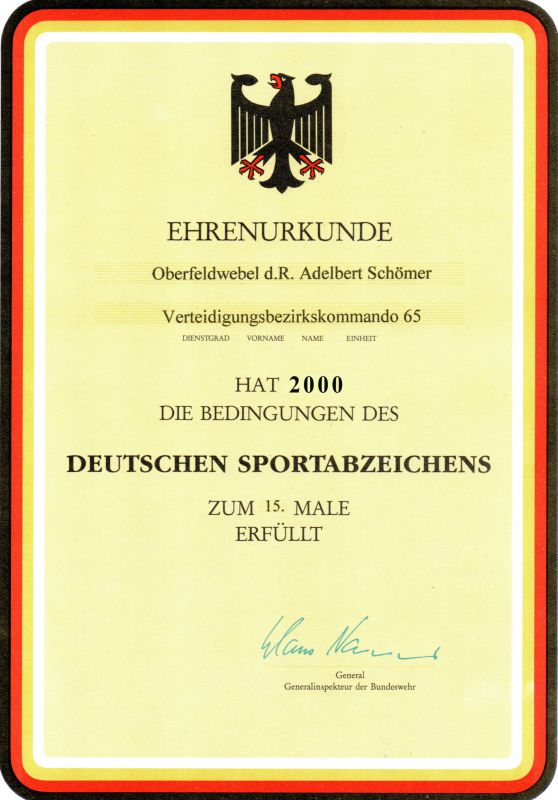 EHRENURKUNDE
Oberfeldwebel d.R. Adelbert Schömer
Verteidigungsbezirkskommando 65
DIENSTGRAD VORNAME NAME EINHEIT
HAT 2000
DIE BEDINGUNGEN DES
DEUTSCHEN SPORTABZEICHENS
ZUM 15. MALE
ERFÜLLT
General
Generalinspekteur der Bundeswehr